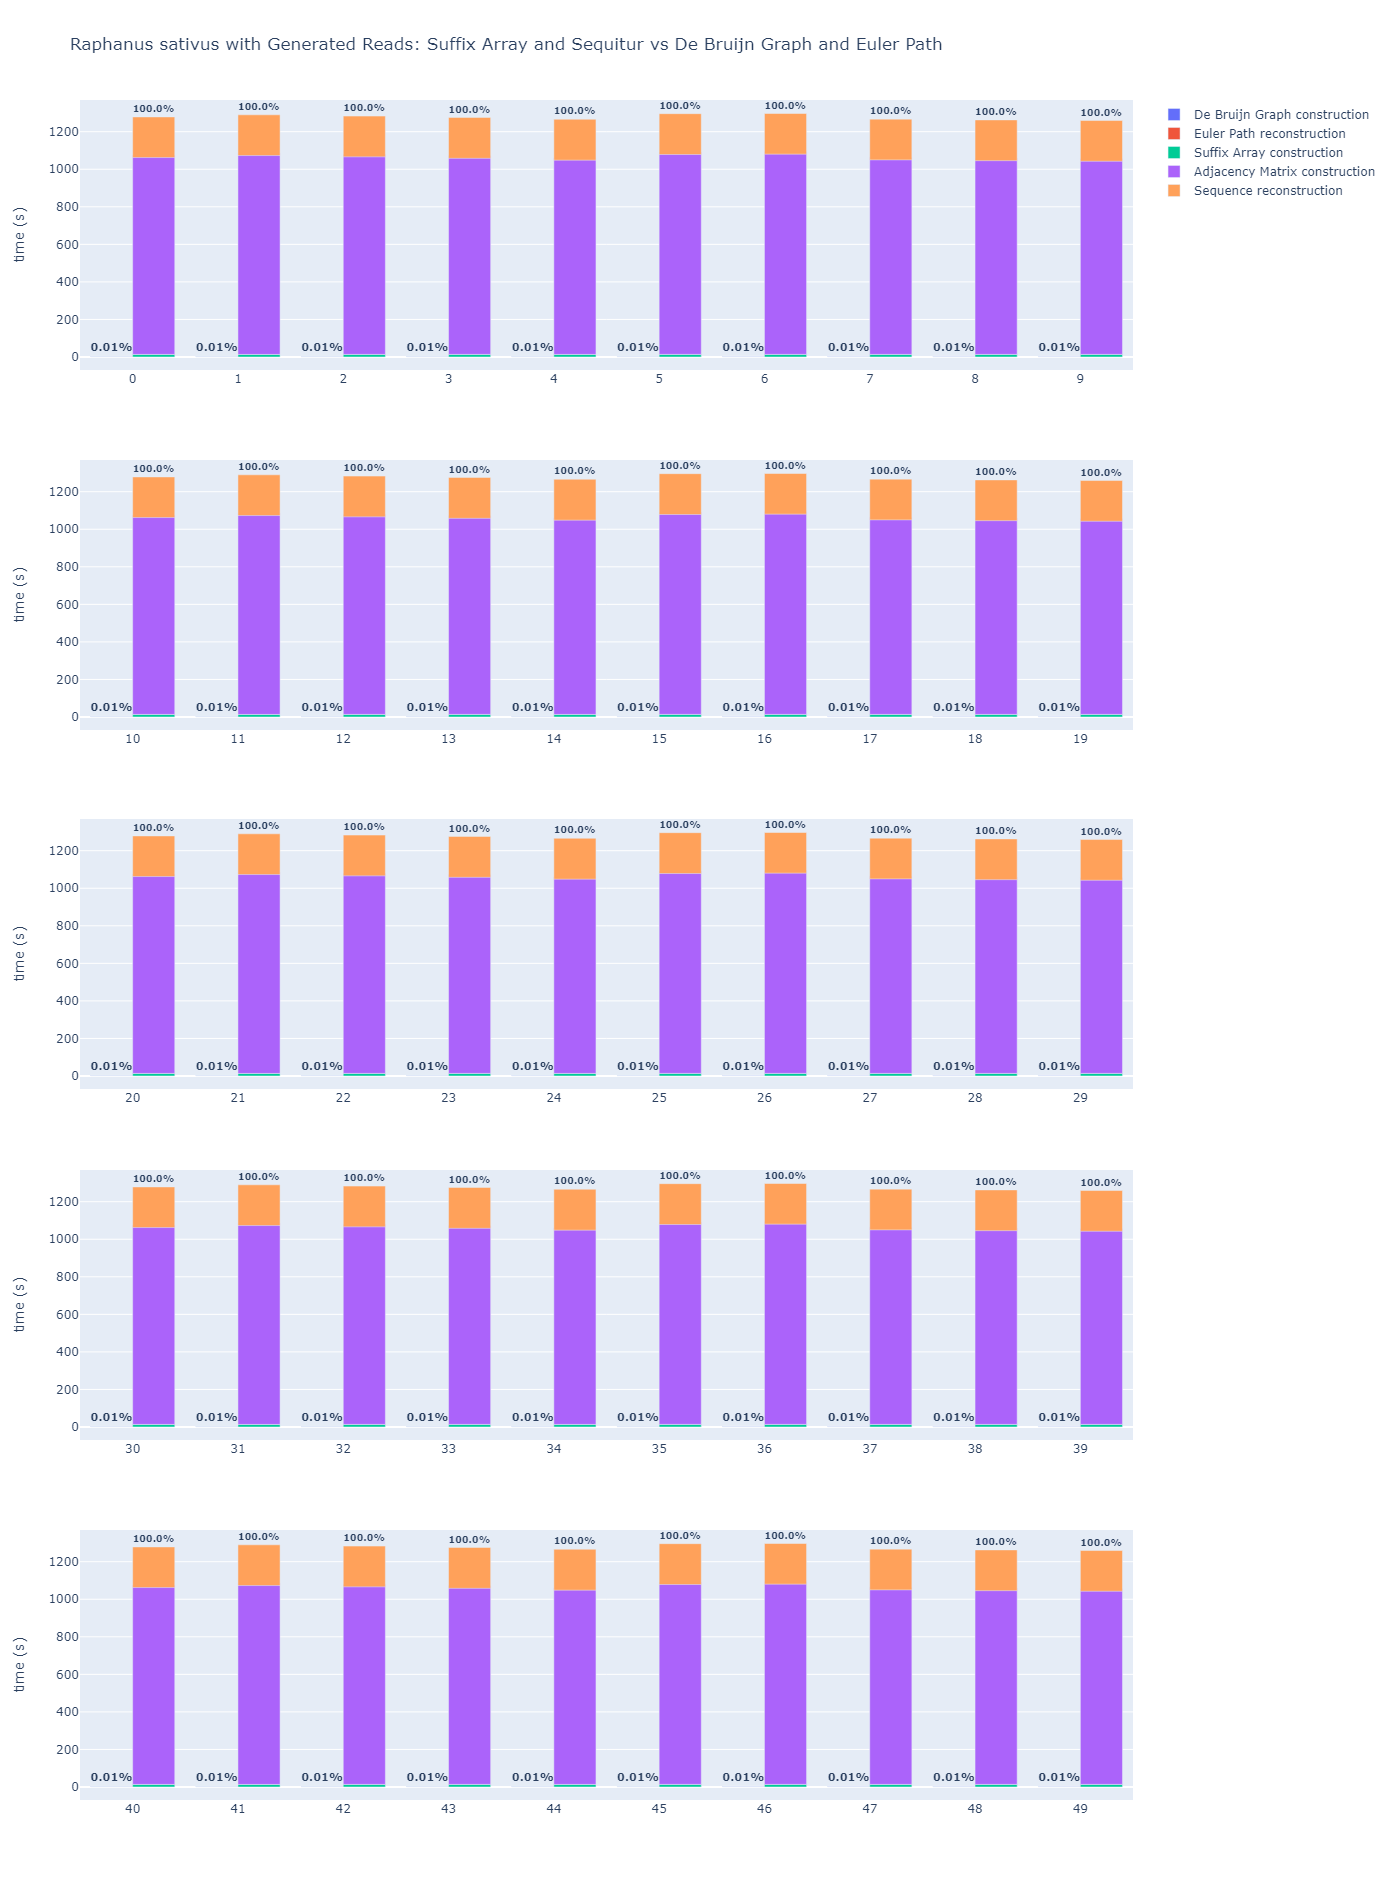 Raphanus sativus with Generated Reads: Suffix Array and Sequitur vs De Bruijn Graph and Euler Path
De Bruijn Graph construction
Euler Path reconstruction
Suffix Array construction
Adjacency Matrix construction
Sequence reconstruction
time (s)
1200
1000
800
600
400
200
0
100.0% 100.0% 100.0% 100.0% 100.0% 100.0% 100.0% 100.0% 100.0% 100.0%
0.01% 0.01% 0.01% 0.01% 0.01% 0.01% 0.01% 0.01% 0.01% 0.01%
0 1 2 3 4 5 6 7 8 9
time (s)
1200
1000
800
600
400
200
0
100.0% 100.0% 100.0% 100.0% 100.0% 100.0% 100.0% 100.0% 100.0% 100.0%
0.01% 0.01% 0.01% 0.01% 0.01% 0.01% 0.01% 0.01% 0.01% 0.01%
10 11 12 13 14 15 16 17 18 19
time (s)
1200
1000
800
600
400
200
0
100.0% 100.0% 100.0% 100.0% 100.0% 100.0% 100.0% 100.0% 100.0% 100.0%
0.01% 0.01% 0.01% 0.01% 0.01% 0.01% 0.01% 0.01% 0.01% 0.01%
20 21 22 23 24 25 26 27 28 29
time (s)
1200
1000
800
600
400
200
0
100.0% 100.0% 100.0% 100.0% 100.0% 100.0% 100.0% 100.0% 100.0% 100.0%
0.01% 0.01% 0.01% 0.01% 0.01% 0.01% 0.01% 0.01% 0.01% 0.01%
30 31 32 33 34 35 36 37 38 39
time (s)
1200
1000
800
600
400
200
0
100.0% 100.0% 100.0% 100.0% 100.0% 100.0% 100.0% 100.0% 100.0% 100.0%
0.01% 0.01% 0.01% 0.01% 0.01% 0.01% 0.01% 0.01% 0.01% 0.01%
40 41 42 43 44 45 46 47 48 49